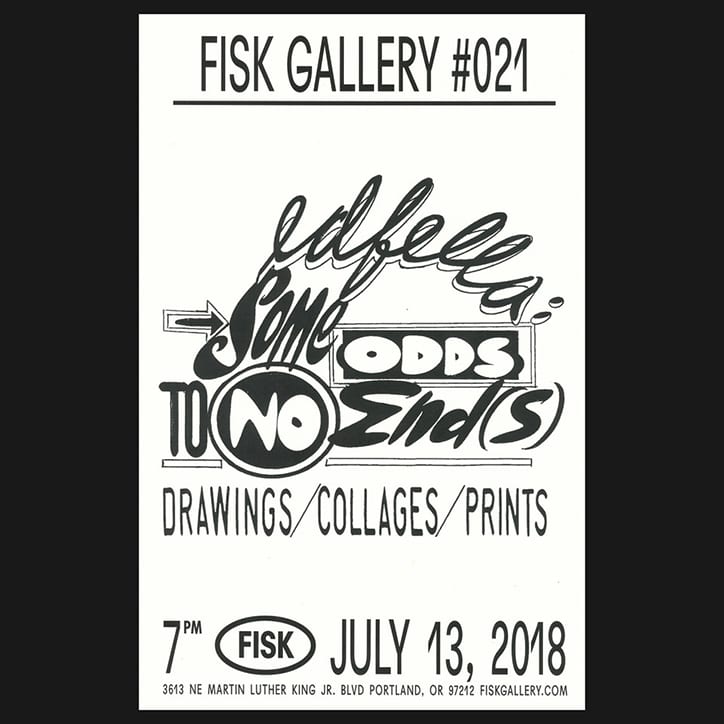 FISK GALLERY #021
edfella:
Some ODDS
TO NO End(s)
DRAWINGS/COLLAGES/PRINTS
7PM FISK JULY 13, 2018
3613 NE MARTIN LUTHER KING JR. BLVD PORTLAND, OR 97212 FISKGALLERY.COM